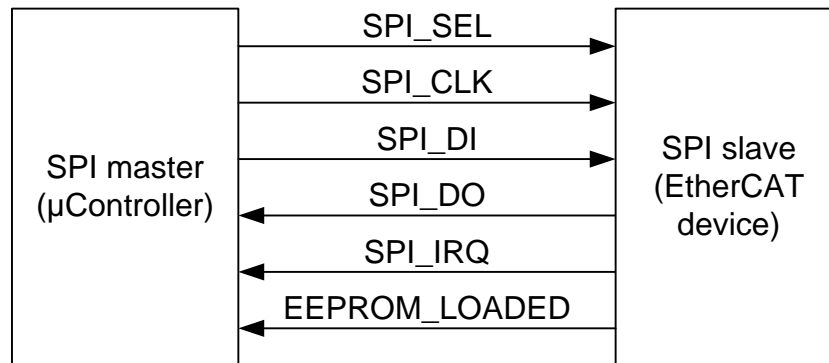 SPI_SEL
SPI_CLK
SPI_DI
SPI master
(µController)
SPI_DO
SPI_IRQ
EEPROM_LOADED
SPI slave
(EtherCAT
device)